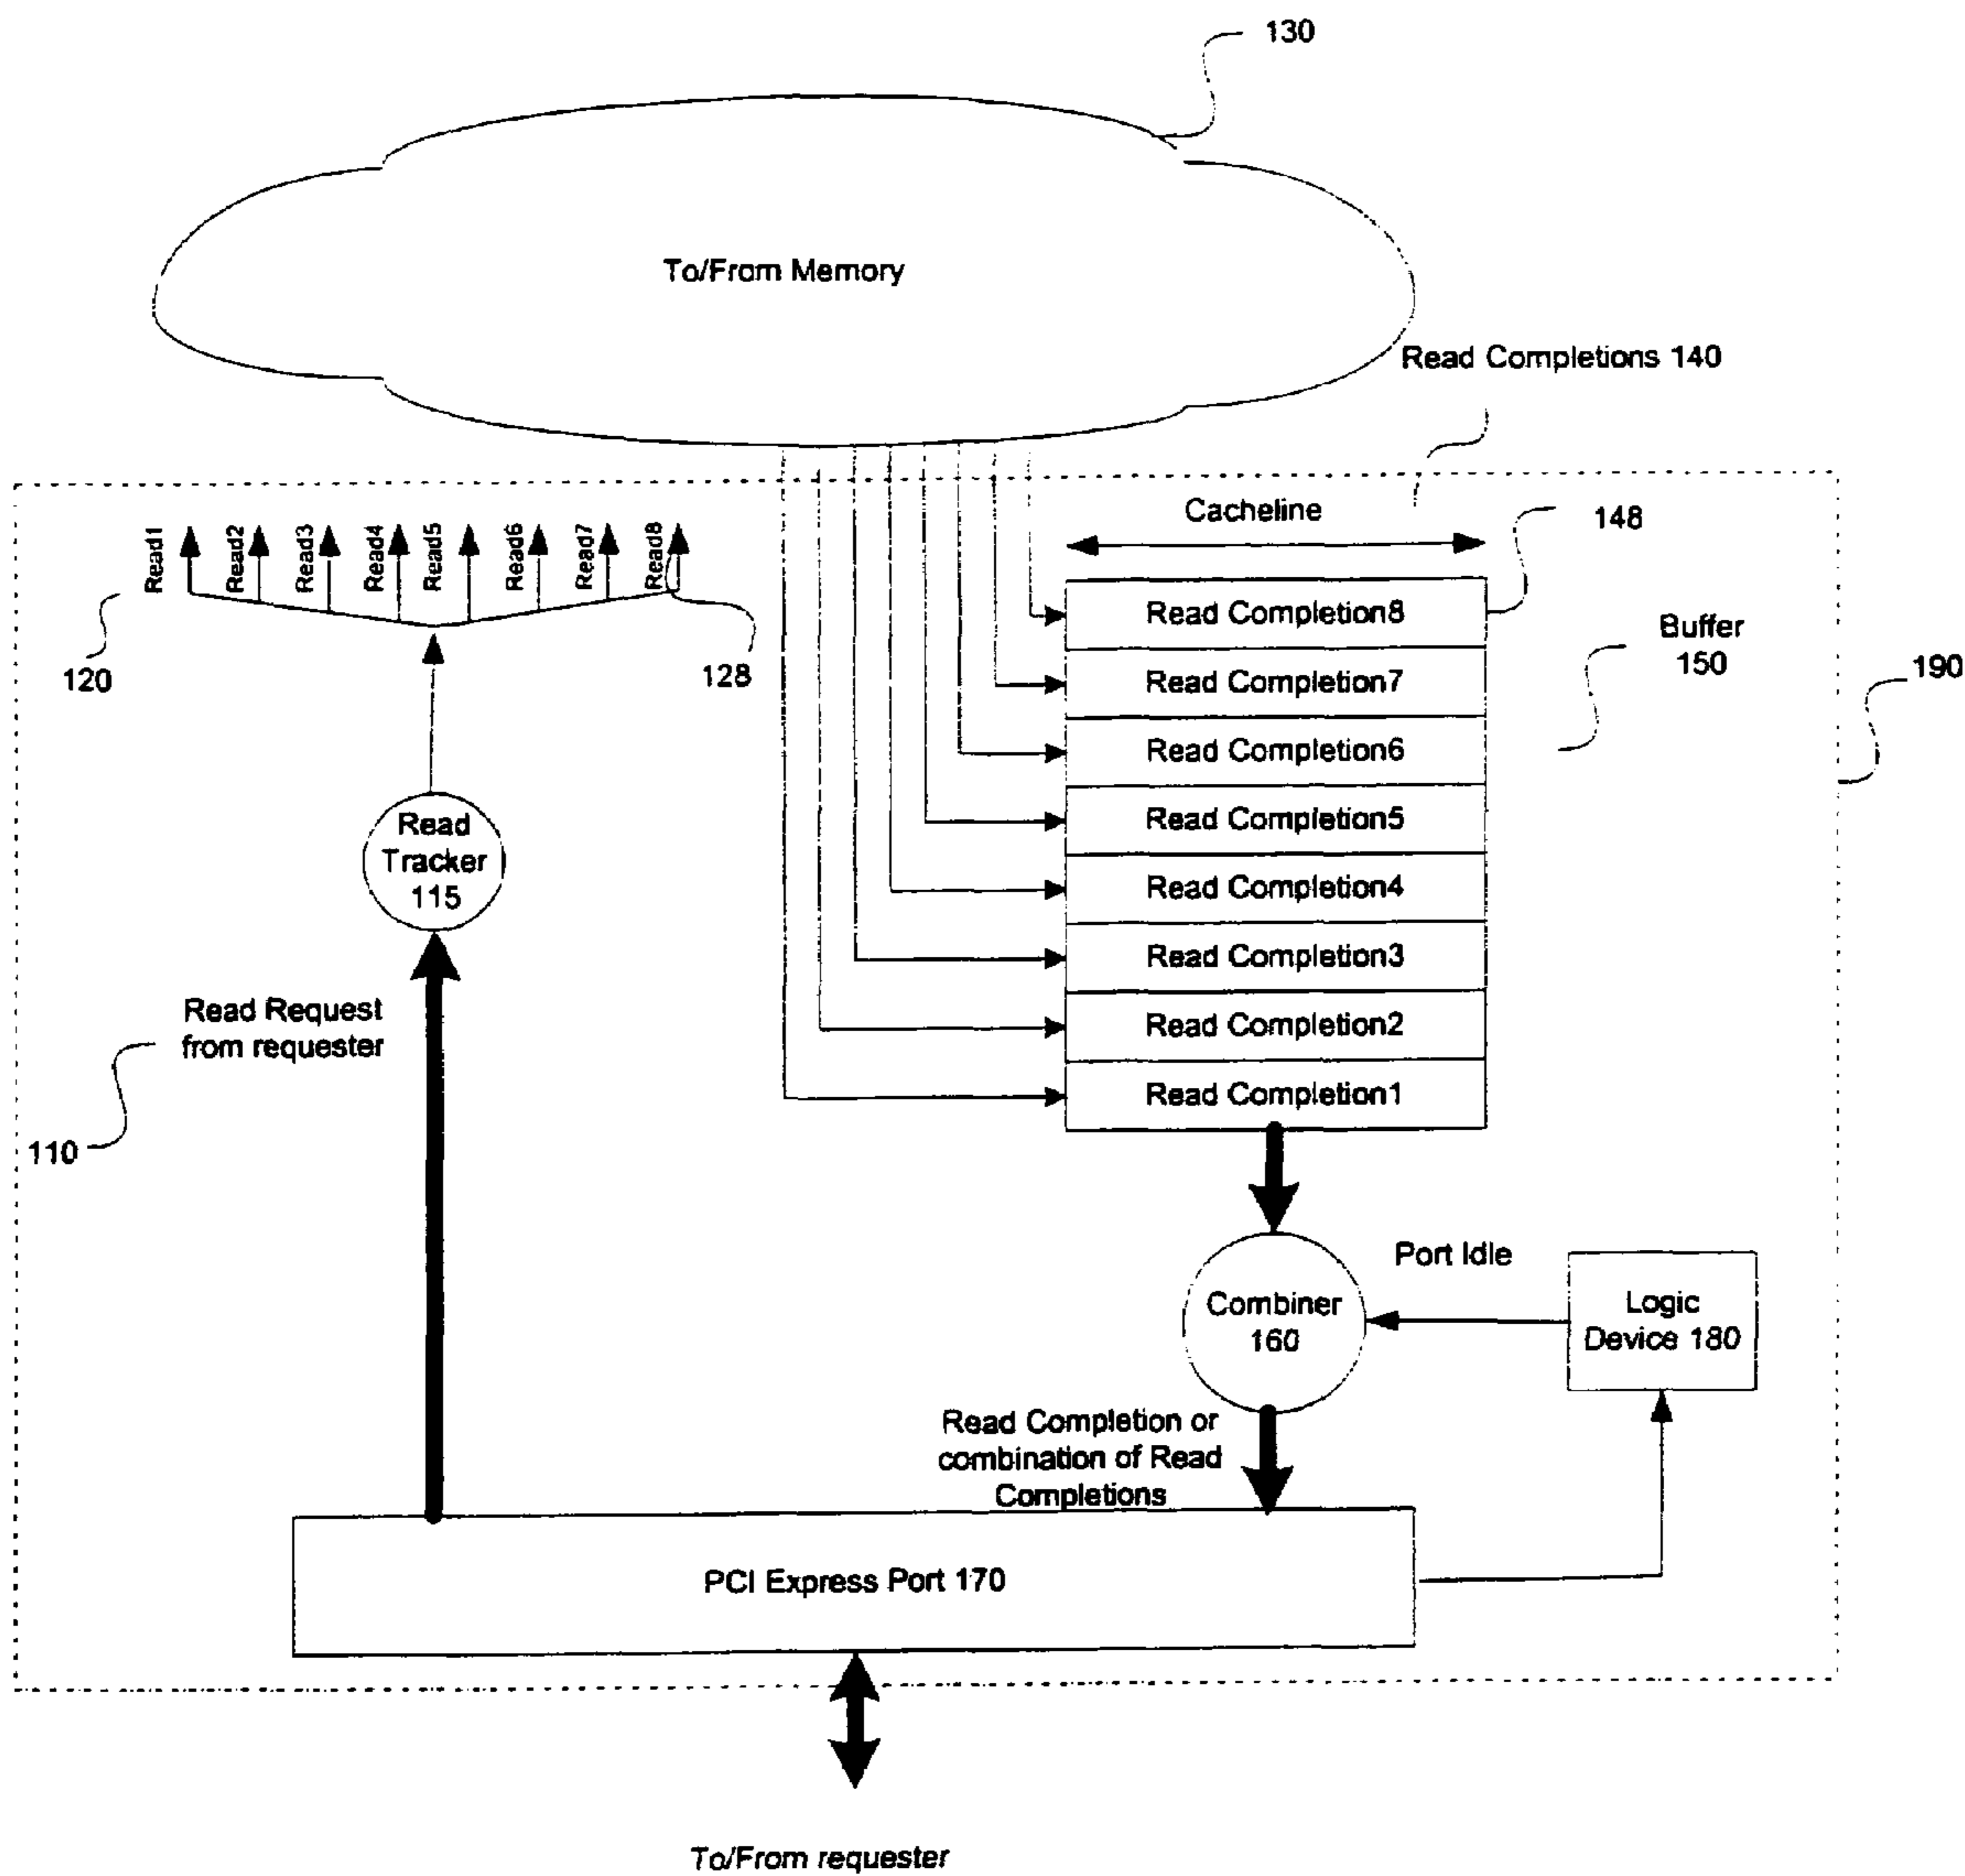 130
To/From Memory
Read Completions 140
Cacheline
148
Read1
Read2
Read3
Read4
Read5
Read6
Read7
Read8
120
128
Read Completion8
Read Completion7
Read Completion6
Read Completion5
Read Completion4
Read Completion3
Read Completion2
Read Completion1
Buffer
150
190
Read
Tracker
115
Read Request
from requester
110
Port Idle
Combiner
160
Logic
Device 180
Read Completion or
combination of Read
Completions
PCI Express Port 170
To/From requester